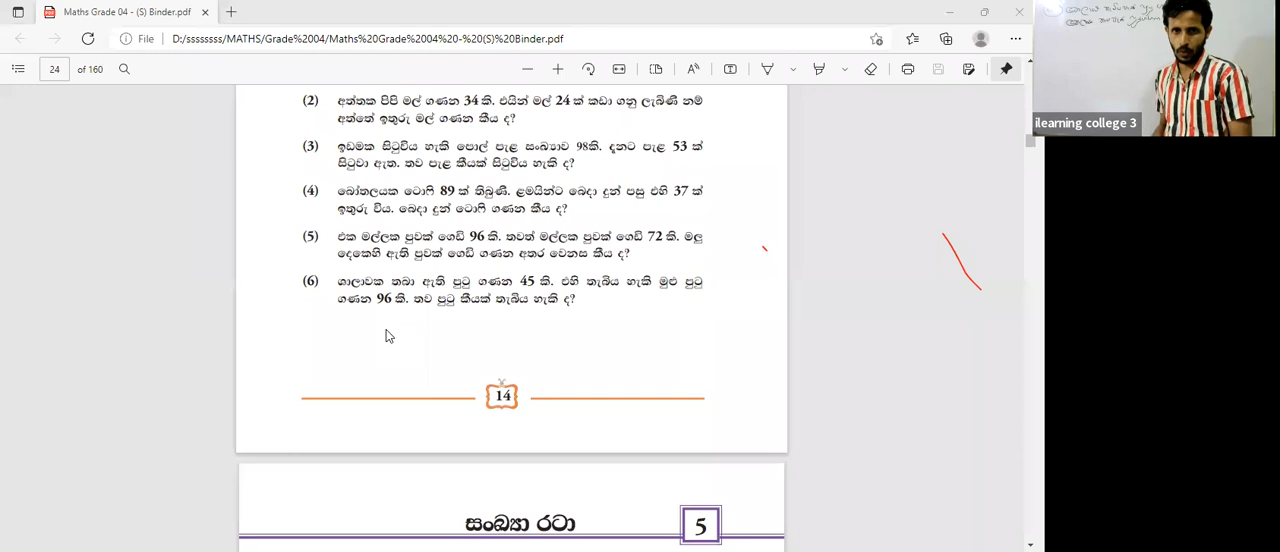 Maths Grade 04 - (S) Binder.pdf
File D:/ssssssss/MATHS/Grade%2004/Maths%20Grade%2004%20-%20(S)%20Binder.pdf
24 of 160
(2) අත්තක පිපි මල් ගණන 34 කි. එයින් මල් 24 ක් කඩා ගනු ලැබිණි නම්
අත්තේ ඉතුරු මල් ගණන කීය ද?
(3) ඉඩමක සිටුවිය හැකි පොල් පැළ සංඛ්‍යාව 98කි. දැනට පැළ 53 ක්
සිටුවා ඇත. තව පැළ කීයක් සිටුවිය හැකි ද?
(4) බෝතලයක ටොෆි 89 ක් තිබුණි. ළමයින්ට බෙදා දුන් පසු එහි 37 ක්
ඉතුරු විය. බෙදා දුන් ටොෆි ගණන කීය ද?
(5) එක මල්ලක පුවක් ගෙඩි 96 කි. තවත් මල්ලක පුවක් ගෙඩි 72 කි. මලු
දෙකෙහි ඇති පුවක් ගෙඩි ගණන අතර වෙනස කීය ද?
(6) ශාලාවක තබා ඇති පුටු ගණන 45 කි. එහි තැබිය හැකි මුළු පුටු
ගණන 96 කි. තව පුටු කීයක් තැබිය හැකි ද?
14
සංඛ්‍යා රටා 5
ilearning college 3